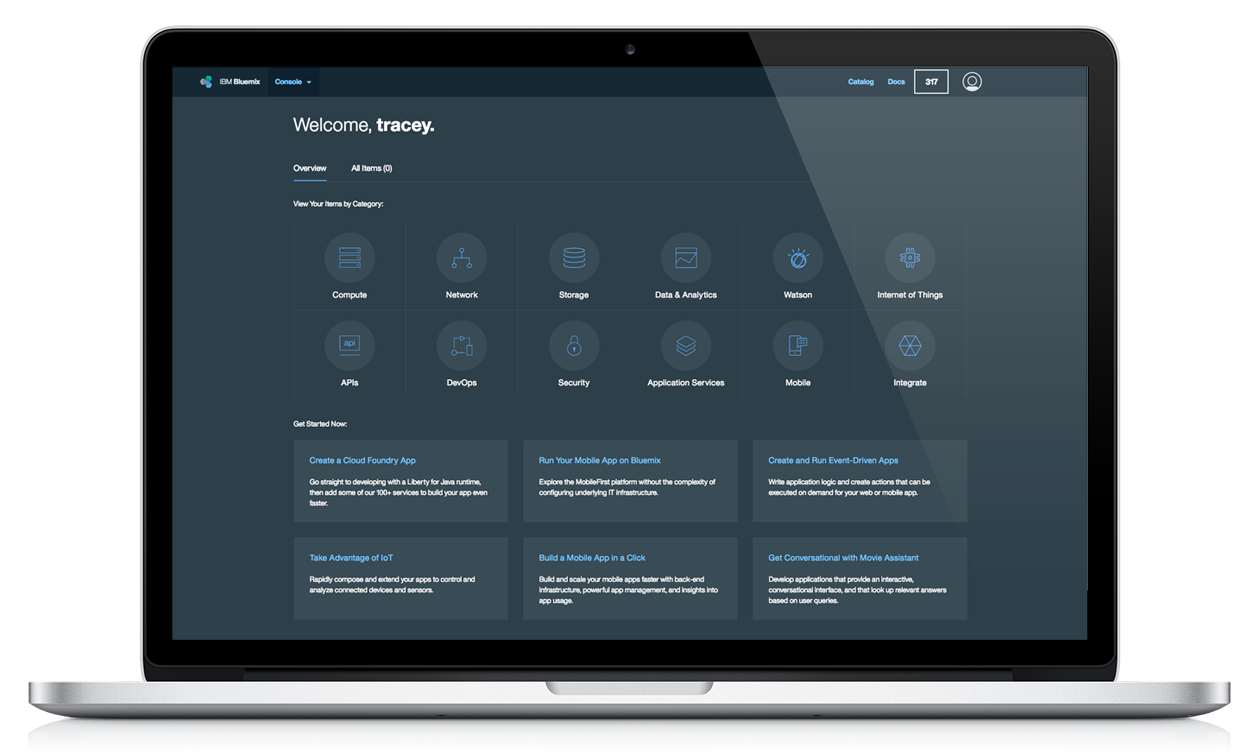 IBM Bluemix Console Catalog Docs 317
Welcome, tracey.
Overview All Items (0)
View Your Items by Category:
Compute Network Storage Data & Analytics Watson Internet of Things
api
APIs DevOps Security Application Services Mobile Integrate
Get Started Now:
Create a Cloud Foundry App
Go straight to developing with a Liberty for Java runtime,
then add some of our 100+ services to build your app even
faster.
Run Your Mobile App on Bluemix
Explore the MobileFirst platform without the complexity of
configuring underlying IT infrastructure.
Create and Run Event-Driven Apps
Write application logic and create actions that can be
executed on demand for your web or mobile app.
Take Advantage of IoT
Rapidly compose and extend your apps to control and
analyze connected devices and sensors.
Build a Mobile App in a Click
Build and scale your mobile apps faster with back-end
infrastructure, powerful app management, and insights into
app usage.
Get Conversational with Movie Assistant
Develop applications that provide an interactive,
conversational interface, and that look up relevant answers
based on user queries.